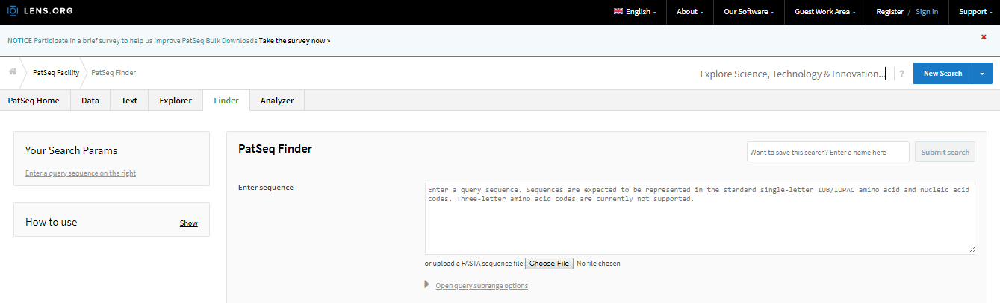 LENS.ORG English About Our Software Guest Work Area Register / Sign in Support
NOTICE Participate in a brief survey to help us improve PatSeq Bulk Downloads Take the survey now »
PatSeq Facility PatSeq Finder Explore Science, Technology & Innovation... ? New Search
PatSeq Home Data Text Explorer Finder Analyzer
Your Search Params
Enter a query sequence on the right
How to use Show
PatSeq Finder Want to save this search? Enter a name here Submit search
Enter sequence Enter a query sequence. Sequences are expected to be represented in the standard single-letter IUB/IUPAC amino acid and nucleic acid
codes. Three-letter amino acid codes are currently not supported.
or upload a FASTA sequence file: Choose File No file chosen
Open query subrange options